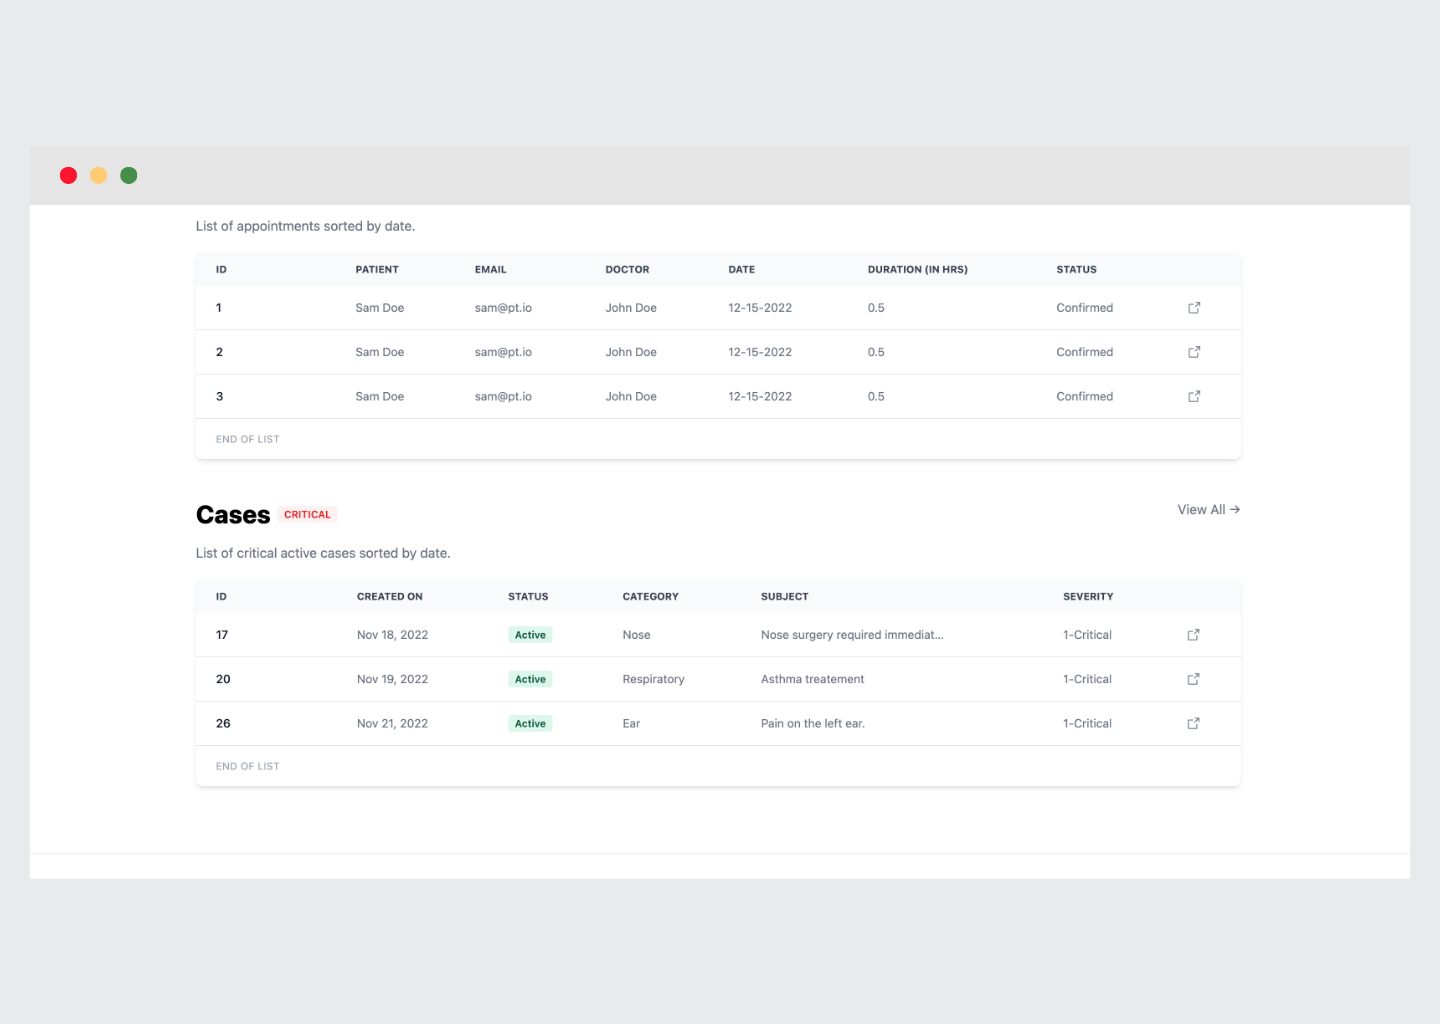 List of appointments sorted by date.
ID PATIENT EMAIL DOCTOR DATE DURATION (IN HRS) STATUS
1 Sam Doe sam@pt.io John Doe 12-15-2022 0.5 Confirmed
2 Sam Doe sam@pt.io John Doe 12-15-2022 0.5 Confirmed
3 Sam Doe sam@pt.io John Doe 12-15-2022 0.5 Confirmed
END OF LIST
Cases CRITICAL View All →
List of critical active cases sorted by date.
ID CREATED ON STATUS CATEGORY SUBJECT SEVERITY
17 Nov 18, 2022 Active Nose Nose surgery required immediat... 1-Critical
20 Nov 19, 2022 Active Respiratory Asthma treatement 1-Critical
26 Nov 21, 2022 Active Ear Pain on the left ear. 1-Critical
END OF LIST